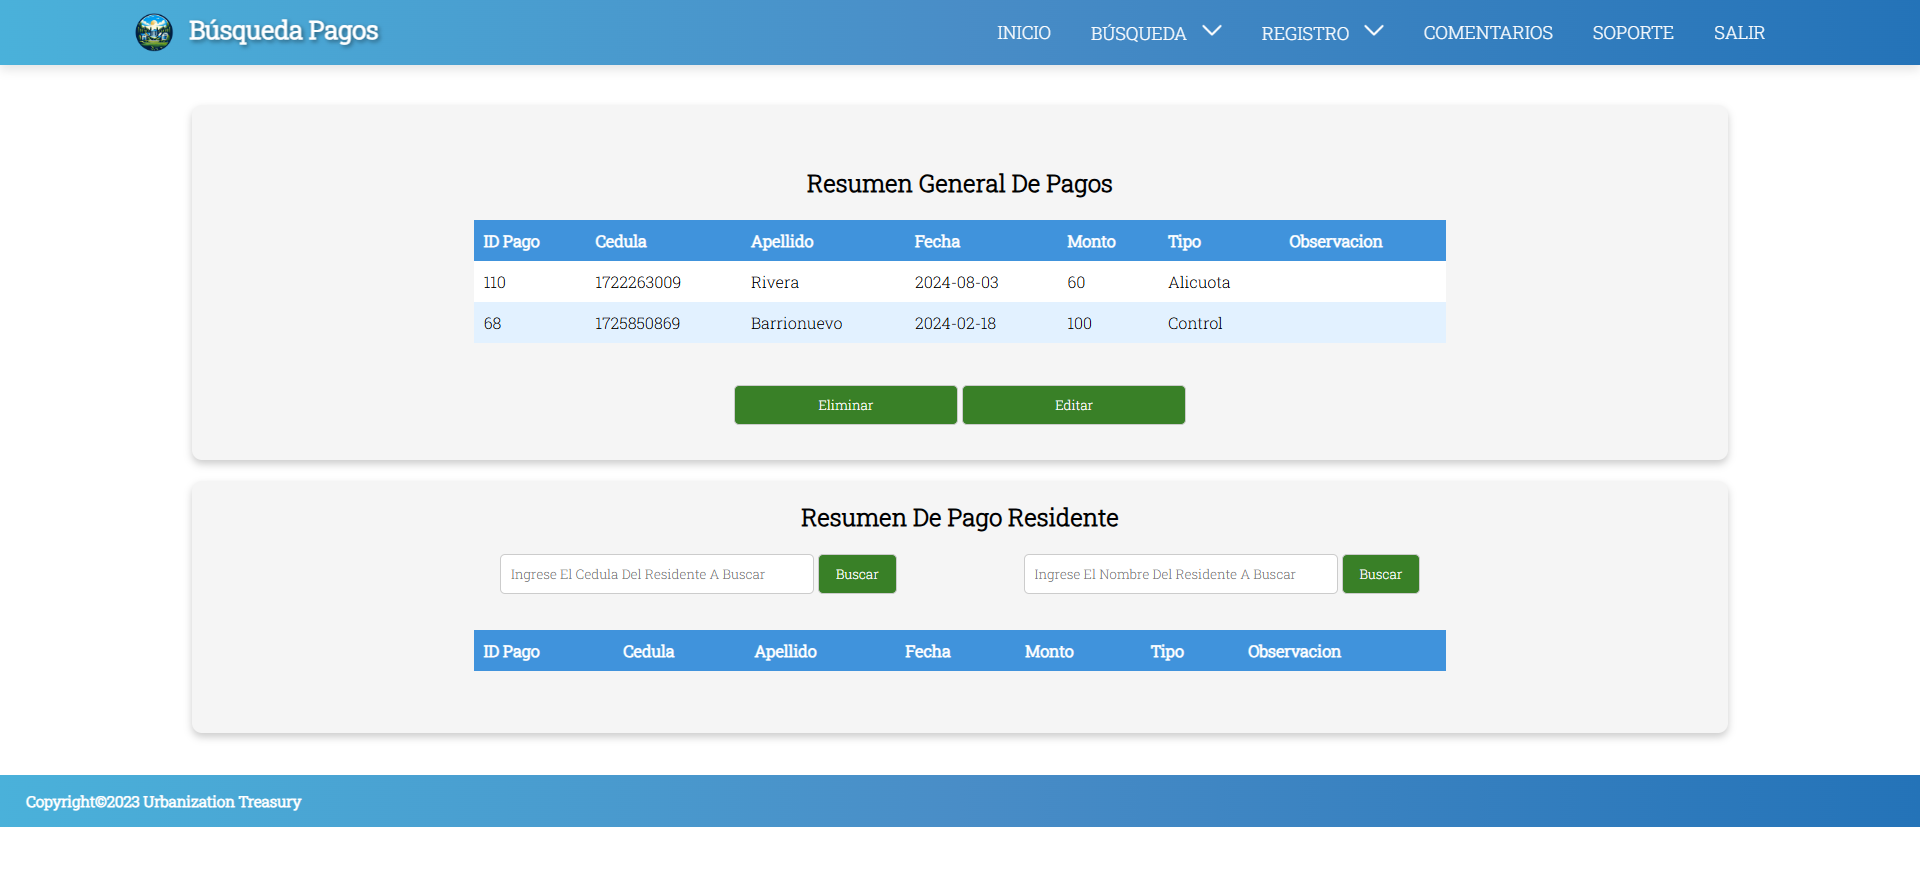 Búsqueda Pagos
INICIO BÚSQUEDA REGISTRO COMENTARIOS SOPORTE SALIR
Resumen General De Pagos
ID Pago Cedula Apellido Fecha Monto Tipo Observacion
110 1722263009 Rivera 2024-08-03 60 Alicuota
68 1725850869 Barrionuevo 2024-02-18 100 Control
Eliminar Editar
Resumen De Pago Residente
Ingrese El Cedula Del Residente A Buscar Buscar Ingrese El Nombre Del Residente A Buscar Buscar
ID Pago Cedula Apellido Fecha Monto Tipo Observacion
Copyright©2023 Urbanization Treasury